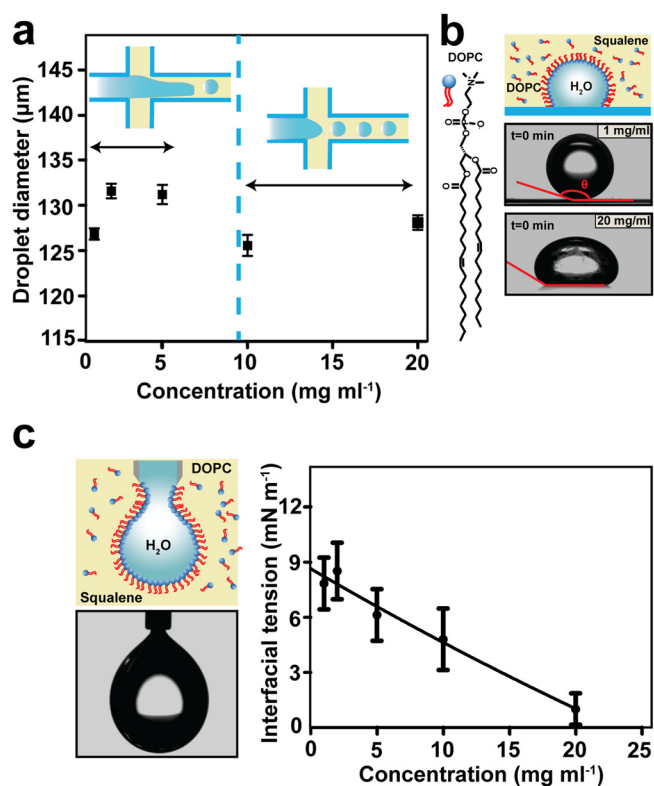 a
Droplet diameter (µm)
145
140
135
130
125
120
115
0
5
10
15
20
Concentration (mg ml-1)
b
DOPC
N
O=P-O
O
O
O
O
O
Squalene
DOPC
H2O
t=0 min
1 mg/ml
θ
t=0 min
20 mg/ml
c
DOPC
H2O
Squalene
Interfacial tension (mN m-1)
12
9
6
3
0
0
5
10
15
20
25
Concentration (mg ml-1)